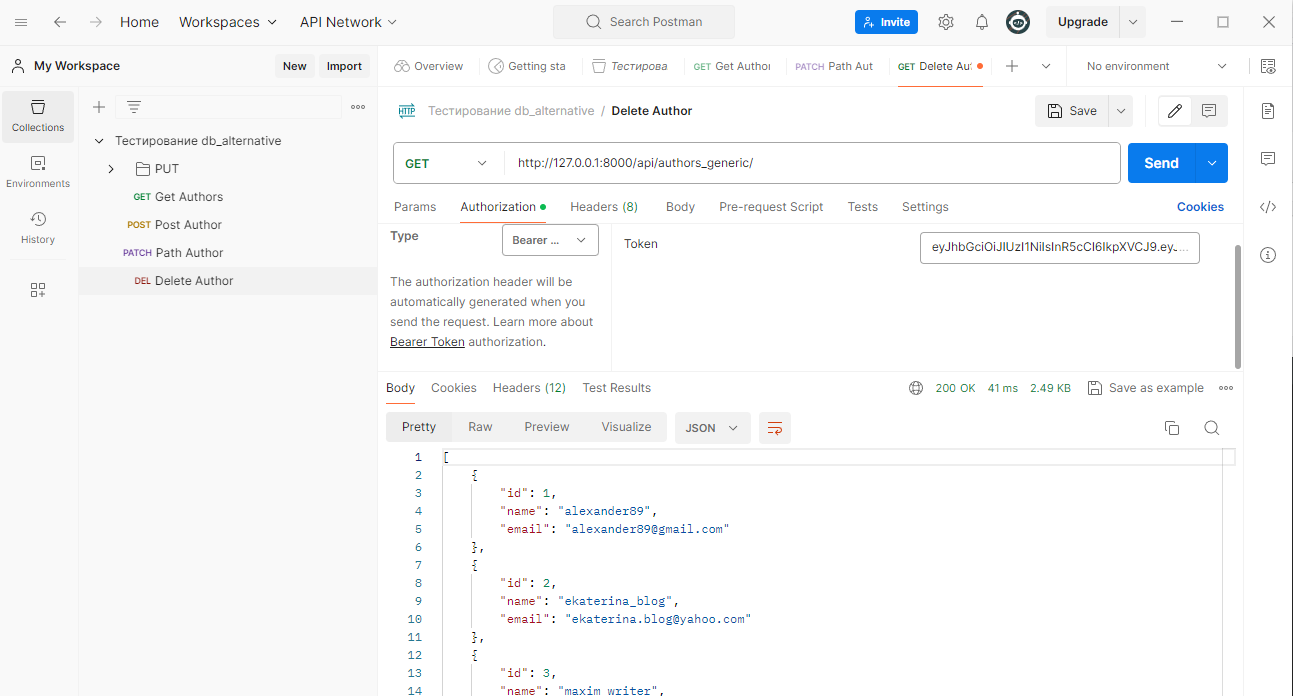 Home Workspaces API Network Search Postman Invite Upgrade
My Workspace New Import Overview Getting sta Тестирова GET Get Author PATCH Path Aut GET Delete Au No environment
Collections
Environments
History
Тестирование db_alternative
PUT
GET Get Authors
POST Post Author
PATCH Path Author
DEL Delete Author
HTTP Тестирование db_alternative / Delete Author Save
GET http://127.0.0.1:8000/api/authors_generic/ Send
Params Authorization Headers (8) Body Pre-request Script Tests Settings Cookies
Type Bearer ... Token eyJhbGciOiJIUzI1NiIsInR5cCI6IkpXVCJ9.eyJ...
The authorization header will be
automatically generated when you
send the request. Learn more about
Bearer Token authorization.
Body Cookies Headers (12) Test Results 200 OK 41 ms 2.49 KB Save as example
Pretty Raw Preview Visualize JSON
1 [
2 {
3 "id": 1,
4 "name": "alexander89",
5 "email": "alexander89@gmail.com"
6 },
7 {
8 "id": 2,
9 "name": "ekaterina_blog",
10 "email": "ekaterina.blog@yahoo.com"
11 },
12 {
13 "id": 3,
14 "name": "maxim_writer",